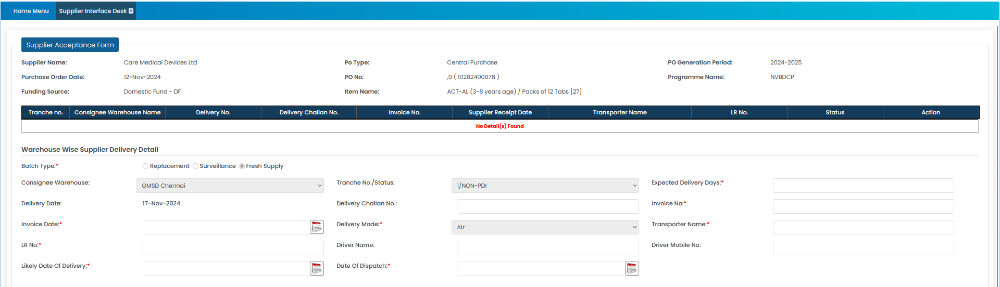 Home Menu Supplier Interface Desk
Supplier Acceptance Form
Supplier Name: Care Medical Devices Ltd Po Type: Central Purchase PO Generation Period: 2024-2025
Purchase Order Date: 12-Nov-2024 PO No: ,0 ( 10282400078 ) Programme Name: NVBDCP
Funding Source: Domestic Fund - DF Item Name: ACT-AL (3-8 years age) / Packs of 12 Tabs [27]
Tranche no. Consignee Warehouse Name Delivery No. Delivery Challan No. Invoice No. Supplier Receipt Date Transporter Name LR No. Status Action
No Detail(s) Found
Warehouse Wise Supplier Delivery Detail
Batch Type:* Replacement Surveillance Fresh Supply
Consignee Warehouse: GMSD Chennai Tranche No./Status: 1/NON-PDI Expected Delivery Days:*
Delivery Date: 17-Nov-2024 Delivery Challan No.: Invoice No:*
Invoice Date:* Delivery Mode:* Air Transporter Name:*
LR No:* Driver Name: Driver Mobile No:
Likely Date Of Delivery:* Date Of Dispatch:*